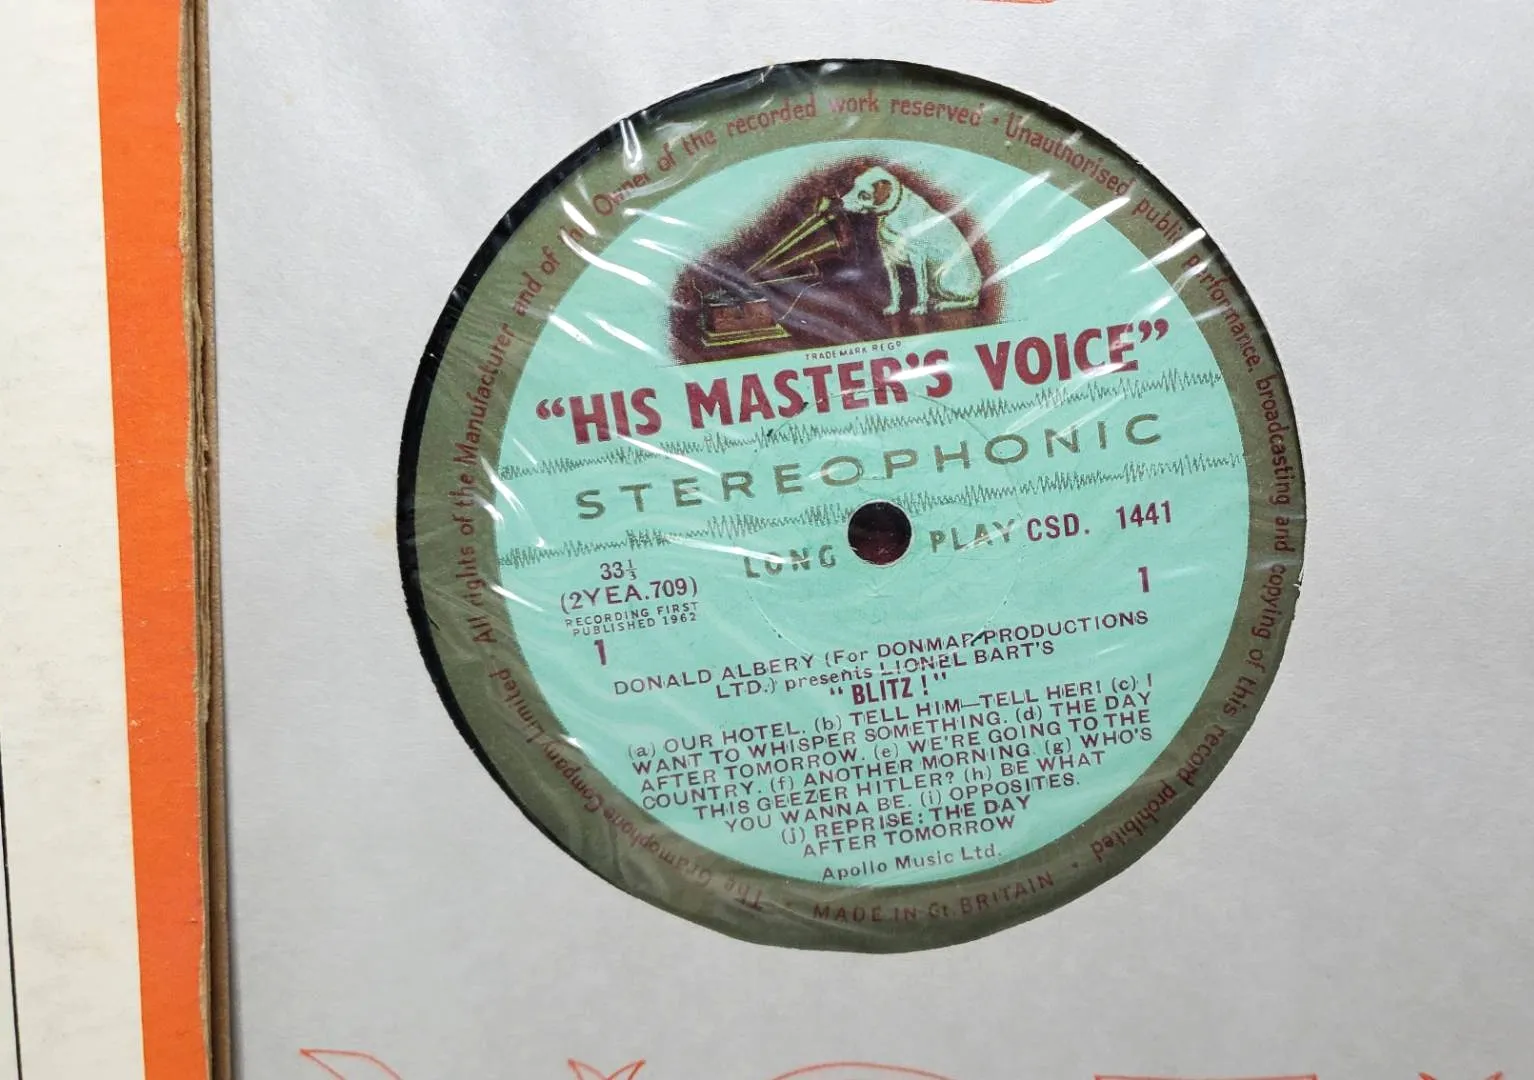 All rights of the Manufacturer and of the Owner of the recorded work reserved · Unauthorised public performance, broadcasting and copying of this record prohibited
TRADE MARK REGD
“HIS MASTER'S VOICE”
STEREOPHONIC
LONG PLAY
CSD. 1441
33⅓
(2YEA.709)
RECORDING FIRST
PUBLISHED 1962
1
1
DONALD ALBERY (For DONMAR PRODUCTIONS
LTD.) presents LIONEL BART'S
" BLITZ ! "
(a) OUR HOTEL. (b) TELL HIM—TELL HER! (c) I
WANT TO WHISPER SOMETHING. (d) THE DAY
AFTER TOMORROW. (e) WE'RE GOING TO THE
COUNTRY. (f) ANOTHER MORNING. (g) WHO'S
THIS GEEZER HITLER? (h) BE WHAT
YOU WANNA BE. (i) OPPOSITES.
(j) REPRISE: THE DAY
AFTER TOMORROW
Apollo Music Ltd.
The Gramophone Company Limited ·
MADE IN Gt. BRITAIN ·